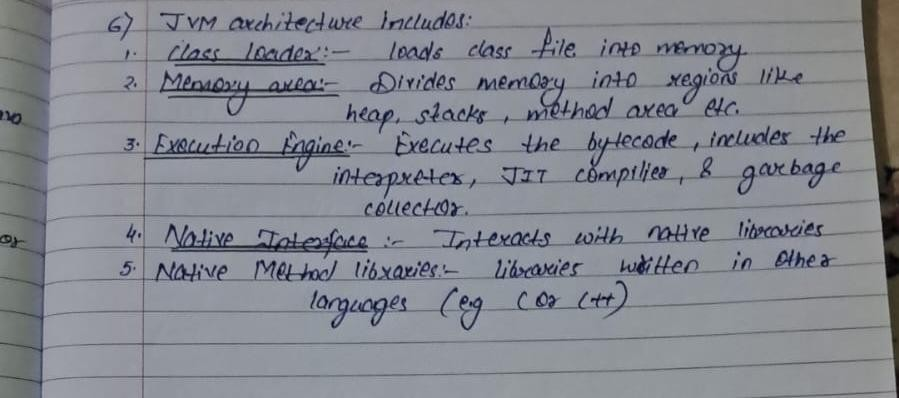 6) JVM architecture includes:
1. Class loader:- loads class file into memory
2. Memory area:- Divides memory into regions like
heap, stacks, method area etc.
3. Execution Engine:- Executes the bytecode, includes the
interpreter, JIT compilier, & garbage
collector.
4. Native Interface :- Interacts with native libraries
5. Native Method libraries:- libraries written in other
languages (eg C or C++)